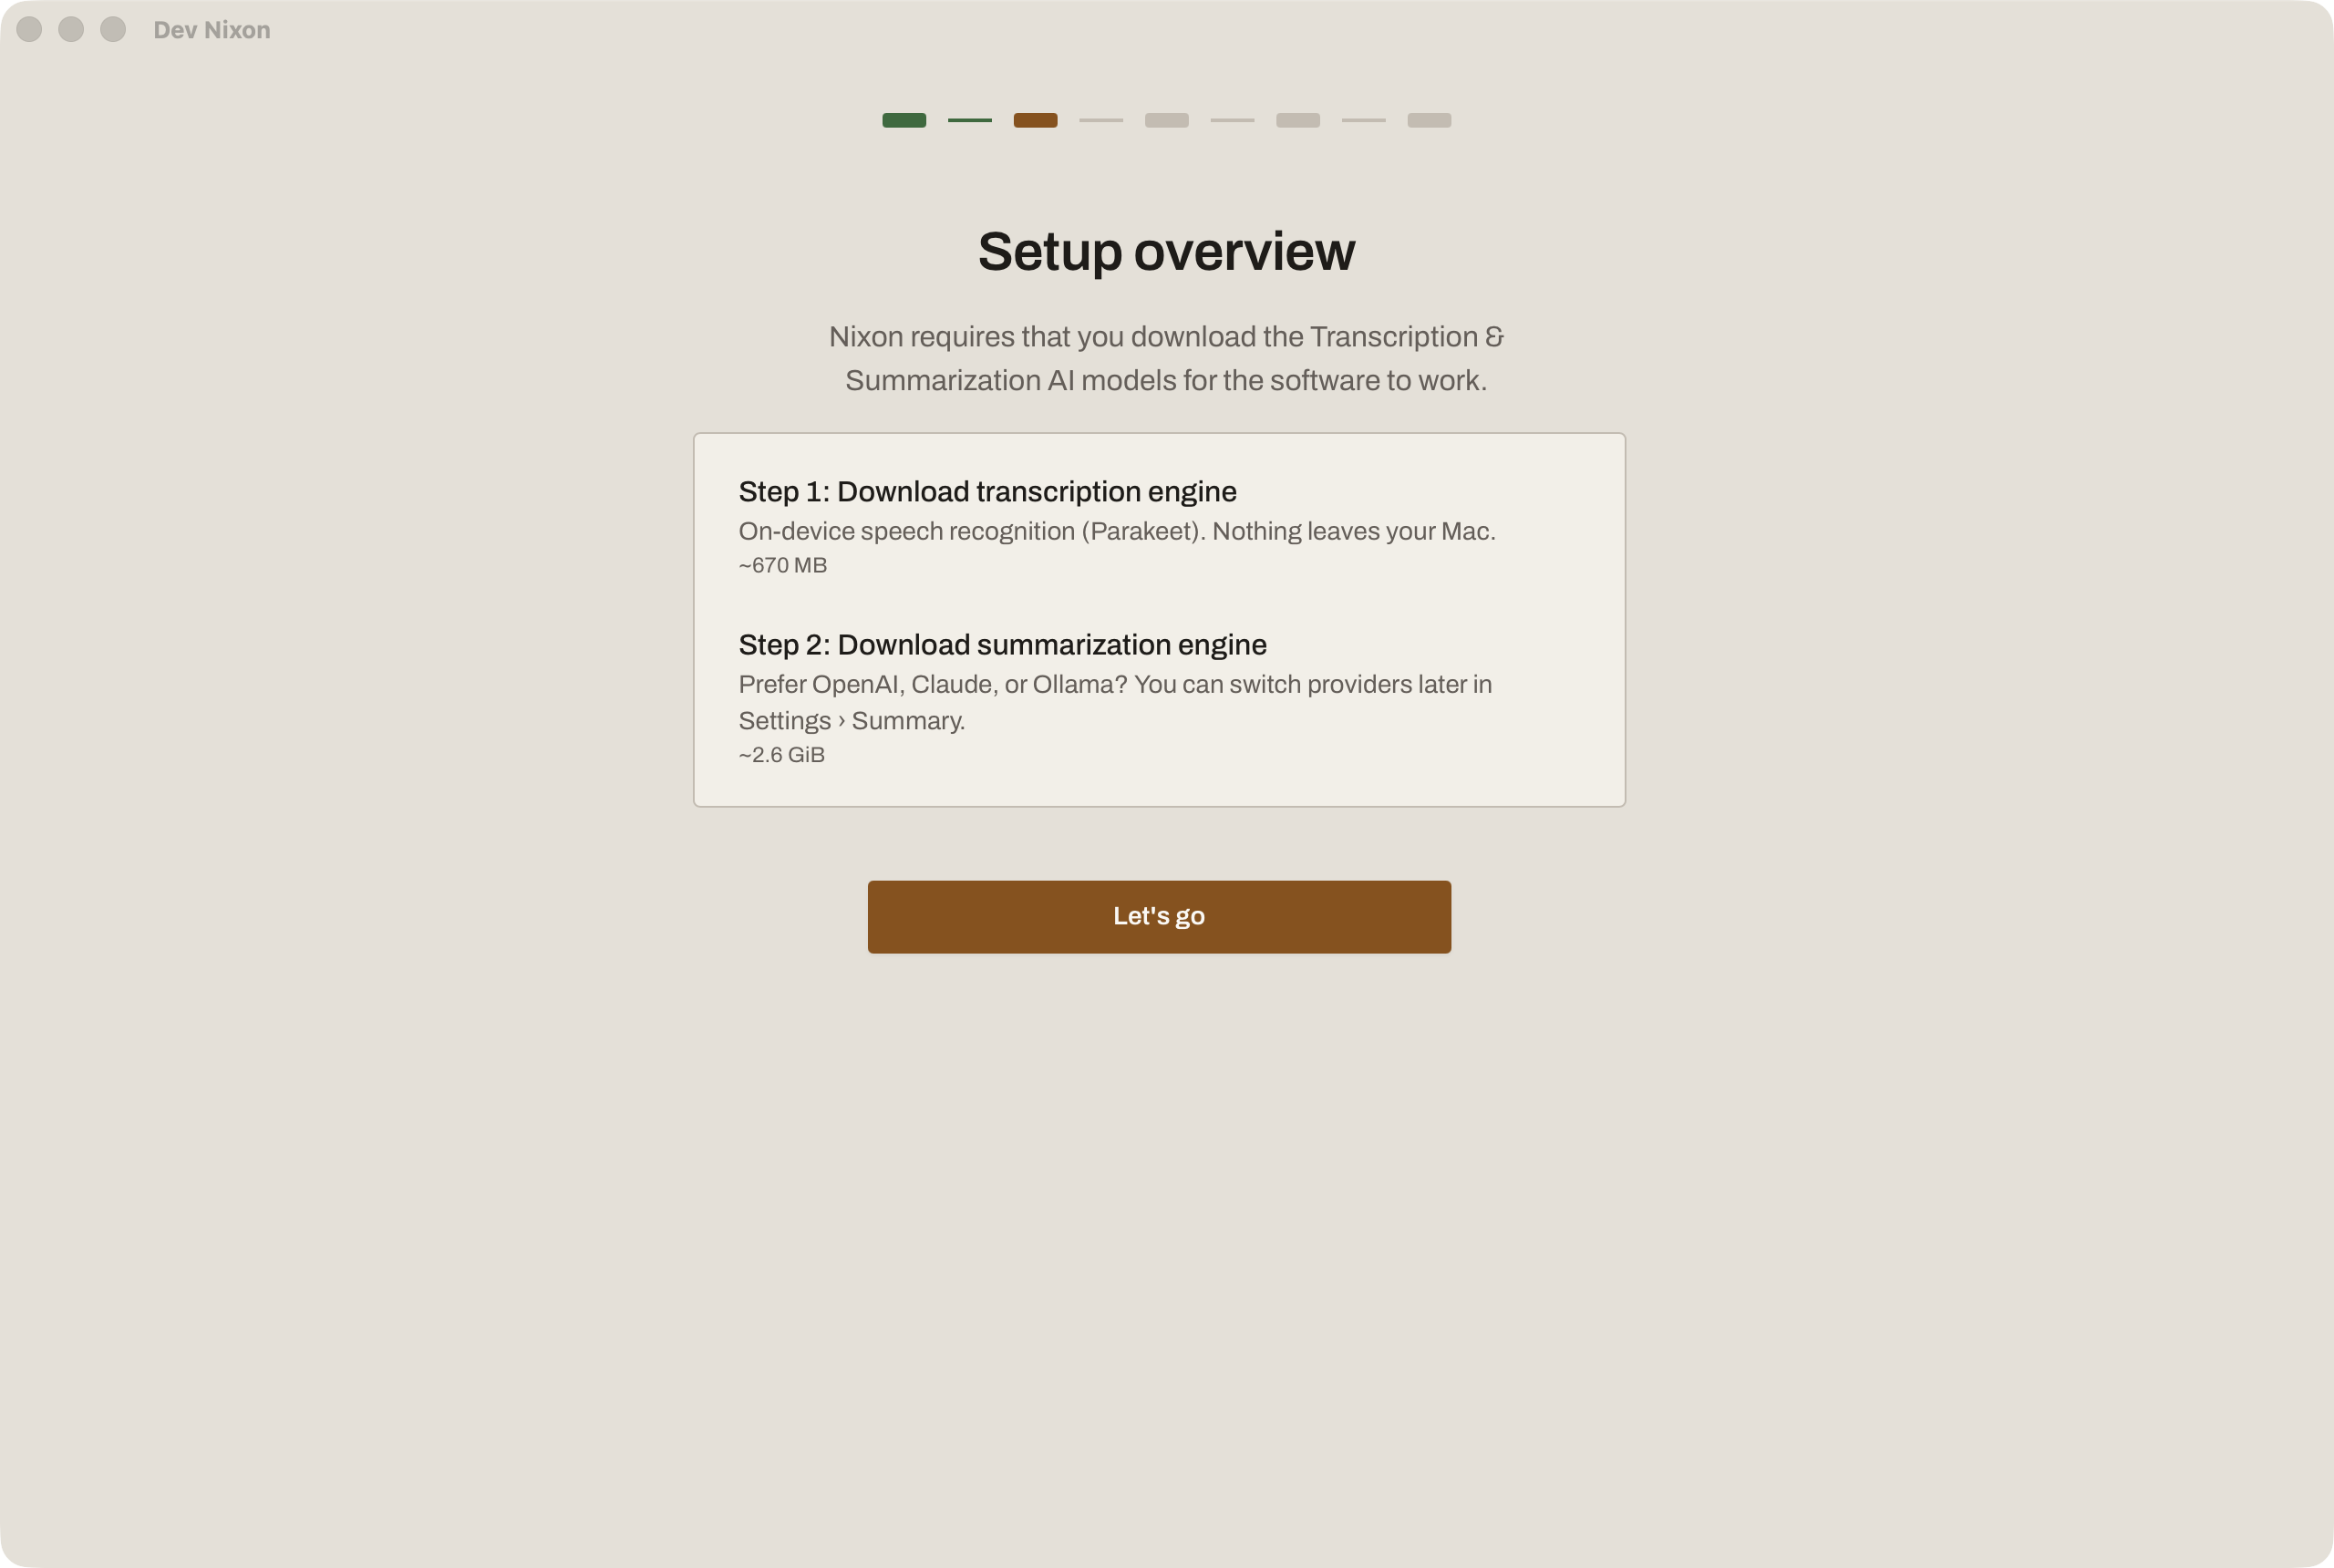 Dev Nixon
Setup overview
Nixon requires that you download the Transcription &
Summarization AI models for the software to work.
Step 1: Download transcription engine
On-device speech recognition (Parakeet). Nothing leaves your Mac.
~670 MB
Step 2: Download summarization engine
Prefer OpenAI, Claude, or Ollama? You can switch providers later in
Settings › Summary.
~2.6 GiB
Let's go